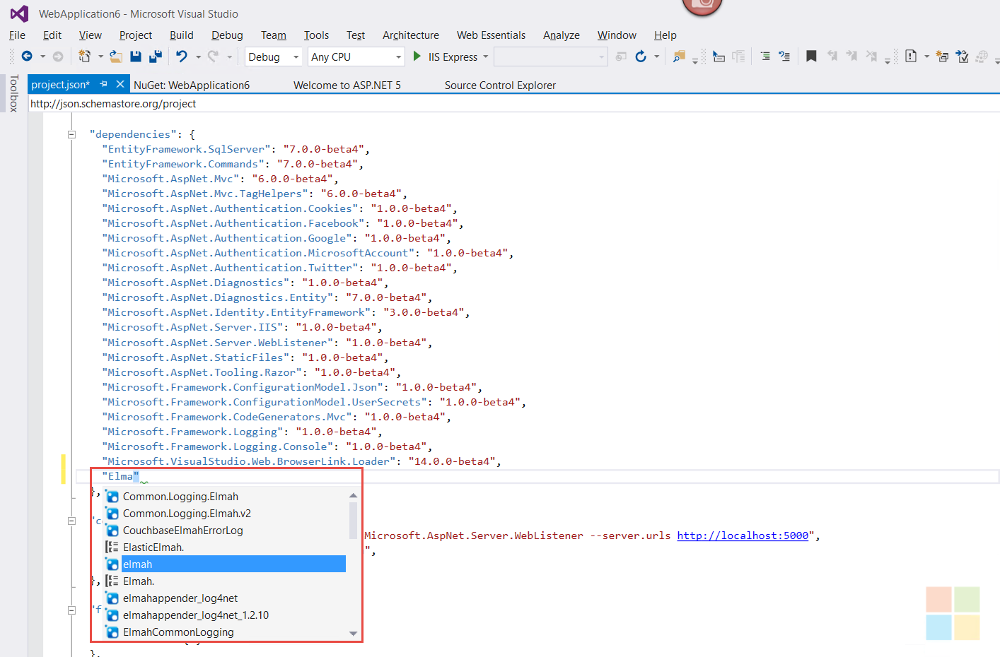 WebApplication6 - Microsoft Visual Studio
File Edit View Project Build Debug Team Tools Test Architecture Web Essentials Analyze Window Help
Debug Any CPU IIS Express
Toolbox
project.json* NuGet: WebApplication6 Welcome to ASP.NET 5 Source Control Explorer
http://json.schemastore.org/project
"dependencies": {
"EntityFramework.SqlServer": "7.0.0-beta4",
"EntityFramework.Commands": "7.0.0-beta4",
"Microsoft.AspNet.Mvc": "6.0.0-beta4",
"Microsoft.AspNet.Mvc.TagHelpers": "6.0.0-beta4",
"Microsoft.AspNet.Authentication.Cookies": "1.0.0-beta4",
"Microsoft.AspNet.Authentication.Facebook": "1.0.0-beta4",
"Microsoft.AspNet.Authentication.Google": "1.0.0-beta4",
"Microsoft.AspNet.Authentication.MicrosoftAccount": "1.0.0-beta4",
"Microsoft.AspNet.Authentication.Twitter": "1.0.0-beta4",
"Microsoft.AspNet.Diagnostics": "1.0.0-beta4",
"Microsoft.AspNet.Diagnostics.Entity": "7.0.0-beta4",
"Microsoft.AspNet.Identity.EntityFramework": "3.0.0-beta4",
"Microsoft.AspNet.Server.IIS": "1.0.0-beta4",
"Microsoft.AspNet.Server.WebListener": "1.0.0-beta4",
"Microsoft.AspNet.StaticFiles": "1.0.0-beta4",
"Microsoft.AspNet.Tooling.Razor": "1.0.0-beta4",
"Microsoft.Framework.ConfigurationModel.Json": "1.0.0-beta4",
"Microsoft.Framework.ConfigurationModel.UserSecrets": "1.0.0-beta4",
"Microsoft.Framework.CodeGenerators.Mvc": "1.0.0-beta4",
"Microsoft.Framework.Logging": "1.0.0-beta4",
"Microsoft.Framework.Logging.Console": "1.0.0-beta4",
"Microsoft.VisualStudio.Web.BrowserLink.Loader": "14.0.0-beta4",
"Elma"
},
Common.Logging.Elmah
Common.Logging.Elmah.v2
CouchbaseElmahErrorLog
Microsoft.AspNet.Server.WebListener --server.urls http://localhost:5000",
ElasticElmah.
",
elmah
},
Elmah.
elmahappender_log4net
elmahappender_log4net_1.2.10
ElmahCommonLogging
},